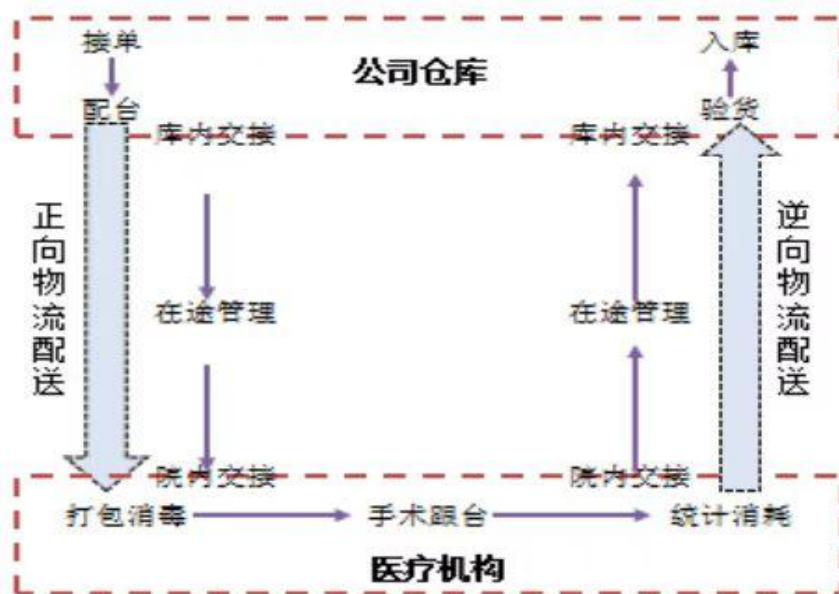 接单
入库
公司仓库
配台
验货
库内交接
库内交接
正向物流配送
逆向物流配送
在途管理
在途管理
院内交接
院内交接
打包消毒
手术跟台
统计消耗
医疗机构